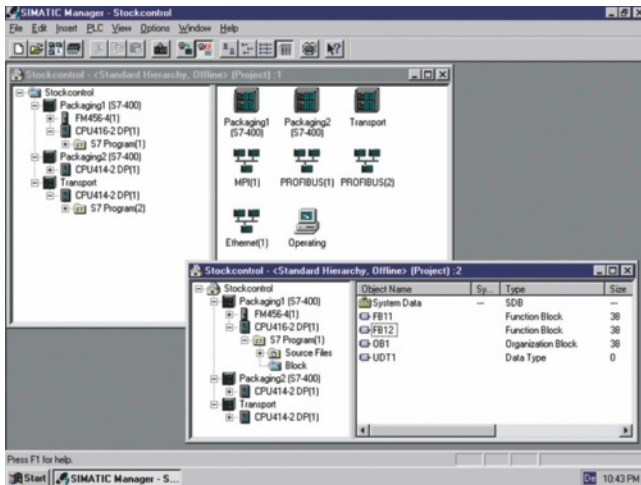 SIMATIC Manager - Stockcontrol
File Edit Insert PLC View Options Window Help
Stockcontrol - <Standard Hierarchy, Offline> (Project) :1
Stockcontrol
Packaging1 (S7-400)
FM456-4(1)
CPU416-2 DP(1)
S7 Program(1)
Packaging2 (S7-400)
CPU414-2 DP(1)
Transport
CPU414-2 DP(1)
S7 Program(2)
Packaging1 (S7-400)
Packaging2 (S7-400)
Transport
MPI(1)
PROFIBUS(1)
PROFIBUS(2)
Ethernet(1)
Operating
Stockcontrol - <Standard Hierarchy, Offline> (Project) :2
Stockcontrol
Packaging1 (S7-400)
FM456-4(1)
CPU416-2 DP(1)
S7 Program(1)
Source Files
Block
Packaging2 (S7-400)
CPU414-2 DP(1)
Transport
CPU414-2 DP(1)
Object Name Sy... Type Size
System Data --- SDB ---
FB11 Function Block 38
FB12 Function Block 38
OB1 Organization Block 38
UDT1 Data Type 0
Press F1 for help.
Start SIMATIC Manager - S... De 10:43 PM